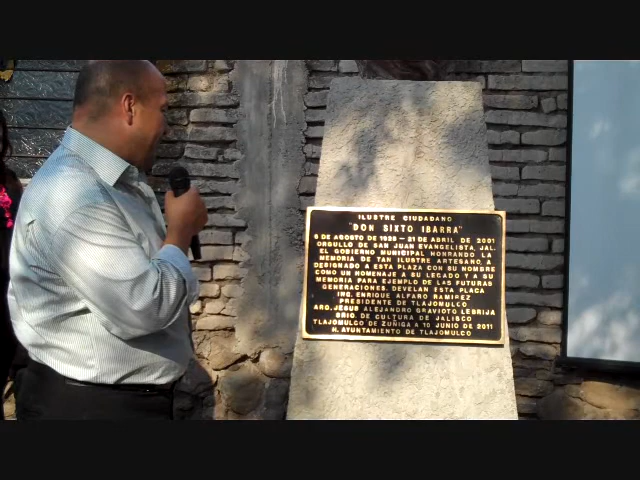 ILUSTRE CIUDADANO
"DON SIXTO IBARRA"
6 DE AGOSTO DE 1928 - 21 DE ABRIL DE 2001
ORGULLO DE SAN JUAN EVANGELISTA, JAL.
EL GOBIERNO MUNICIPAL HONRANDO LA
MEMORIA DE TAN ILUSTRE ARTESANO, A
DESIGNADO A ESTA PLAZA CON SU NOMBRE
COMO UN HOMENAJE A SU LEGADO Y A SU
MEMORIA PARA EJEMPLO DE LAS FUTURAS
GENERACIONES. DEVELAN ESTA PLACA
ING. ENRIQUE ALFARO RAMIREZ
PRESIDENTE DE TLAJOMULCO
ARQ. JESUS ALEJANDRO GRAVIOTO LEBRIJA
SRIO. DE CULTURA DE JALISCO
TLAJOMULCO DE ZUÑIGA A 10 JUNIO DE 2011
H. AYUNTAMIENTO DE TLAJOMULCO